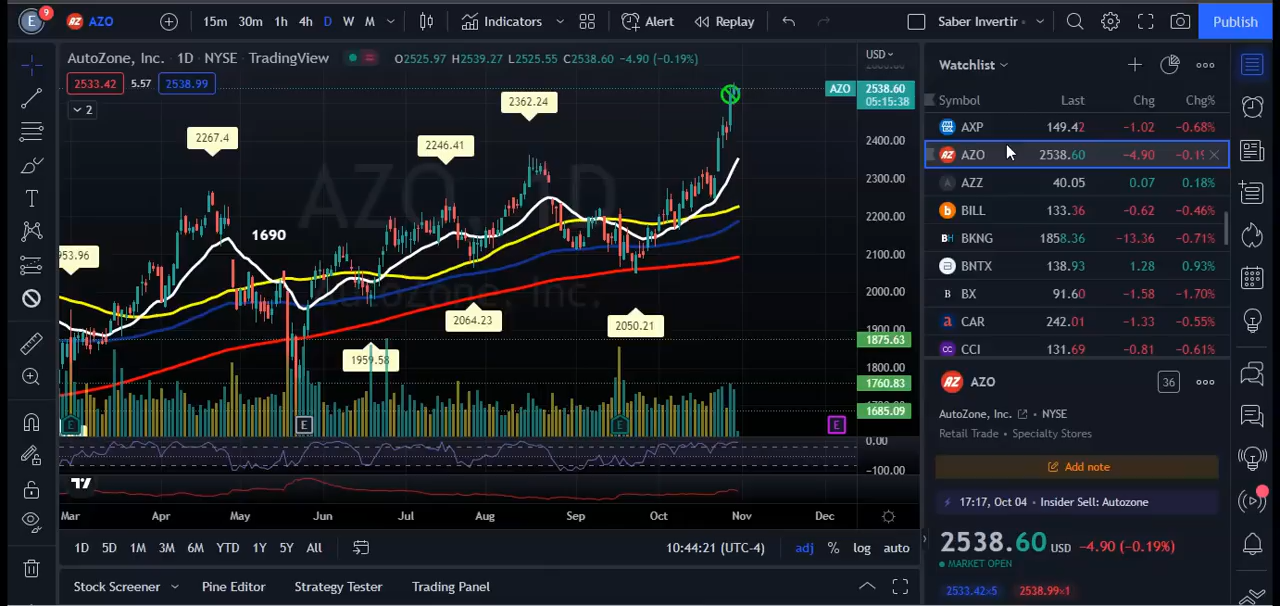 E 9 AZO 15m 30m 1h 4h D W M Indicators Alert Replay Saber Invertir Publish
AutoZone, Inc. · 1D · NYSE · TradingView O2525.97 H2539.27 L2525.55 C2538.60 −4.90 (−0.19%)
2533.42 5.57 2538.99
2
USD
AZO 2538.60
05:15:38
2400.00
2300.00
2200.00
2100.00
2000.00
1900.00
1875.63
1800.00
1760.83
1685.09
0.00
-100.00
AZO, 1D
Autozone, Inc.
953.96
2267.4
1690
2246.41
2362.24
1959.58
2064.23
2050.21
E E E E
Mar Apr May Jun Jul Aug Sep Oct Nov Dec
1D 5D 1M 3M 6M YTD 1Y 5Y All 10:44:21 (UTC-4) adj % log auto
Stock Screener Pine Editor Strategy Tester Trading Panel
Watchlist
Symbol Last Chg Chg%
AXP 149.42 −1.02 −0.68%
AZO 2538.60 −4.90 −0.19
AZZ 40.05 0.07 0.18%
BILL 133.36 −0.62 −0.46%
BKNG 1858.36 −13.36 −0.71%
BNTX 138.93 1.28 0.93%
BX 91.60 −1.58 −1.70%
CAR 242.01 −1.33 −0.55%
CCI 131.69 −0.81 −0.61%
AZO 36
AutoZone, Inc. • NYSE
Retail Trade • Specialty Stores
Add note
17:17, Oct 04 • Insider Sell: Autozone
2538.60 USD −4.90 (−0.19%)
MARKET OPEN
2533.42×5 2538.99×1